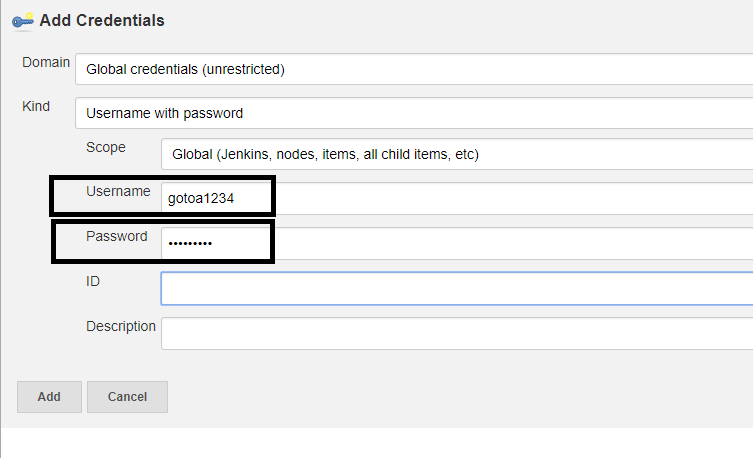 Add Credentials
Domain Global credentials (unrestricted)
Kind Username with password
Scope Global (Jenkins, nodes, items, all child items, etc)
Username gotoa1234
Password •••••••••
ID
Description
Add Cancel